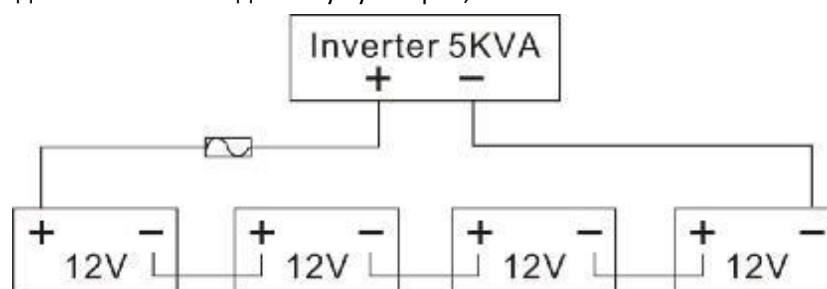 Inverter 5KVA
+ −
+ − + − + − + −
12V 12V 12V 12V